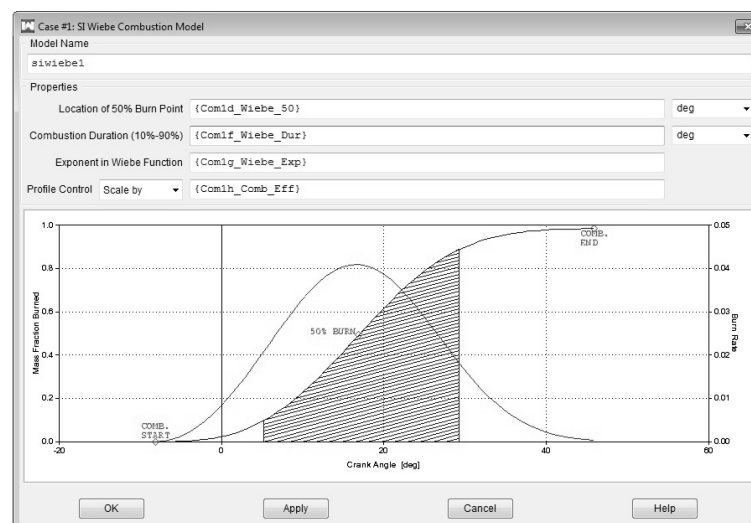 Case #1: SI Wiebe Combustion Model
Model Name
siwiebe1
Properties
Location of 50% Burn Point {Com1d_Wiebe_50} deg
Combustion Duration (10%-90%) {Com1f_Wiebe_Dur} deg
Exponent in Wiebe Function {Com1g_Wiebe_Exp}
Profile Control Scale by {Com1h_Comb_Eff}
1.0 0.05
COMB.
END
0.8 0.04
0.6 0.03
50% BURN
Mass Fraction Burned
Burn Rate
0.4 0.02
0.2 0.01
COMB.
START
0.0 0.00
-20 0 20 40 60
Crank Angle [deg]
OK Apply Cancel Help